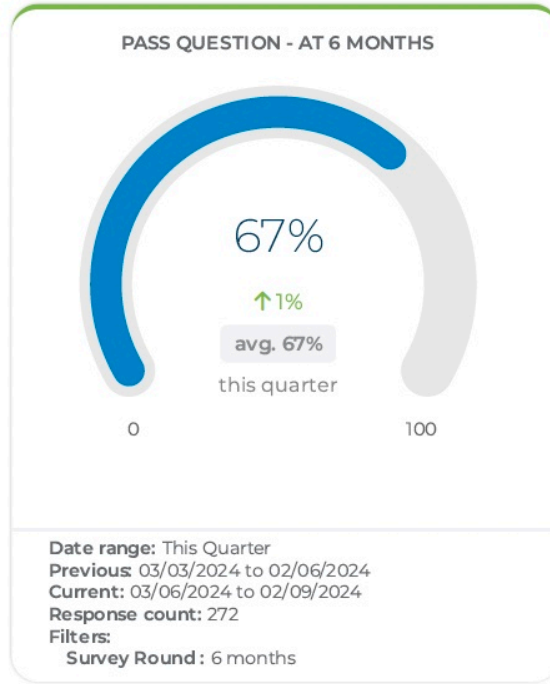 PASS QUESTION - AT 6 MONTHS
67%
↑1%
avg. 67%
this quarter
0
100
Date range: This Quarter
Previous: 03/03/2024 to 02/06/2024
Current: 03/06/2024 to 02/09/2024
Response count: 272
Filters:
Survey Round : 6 months